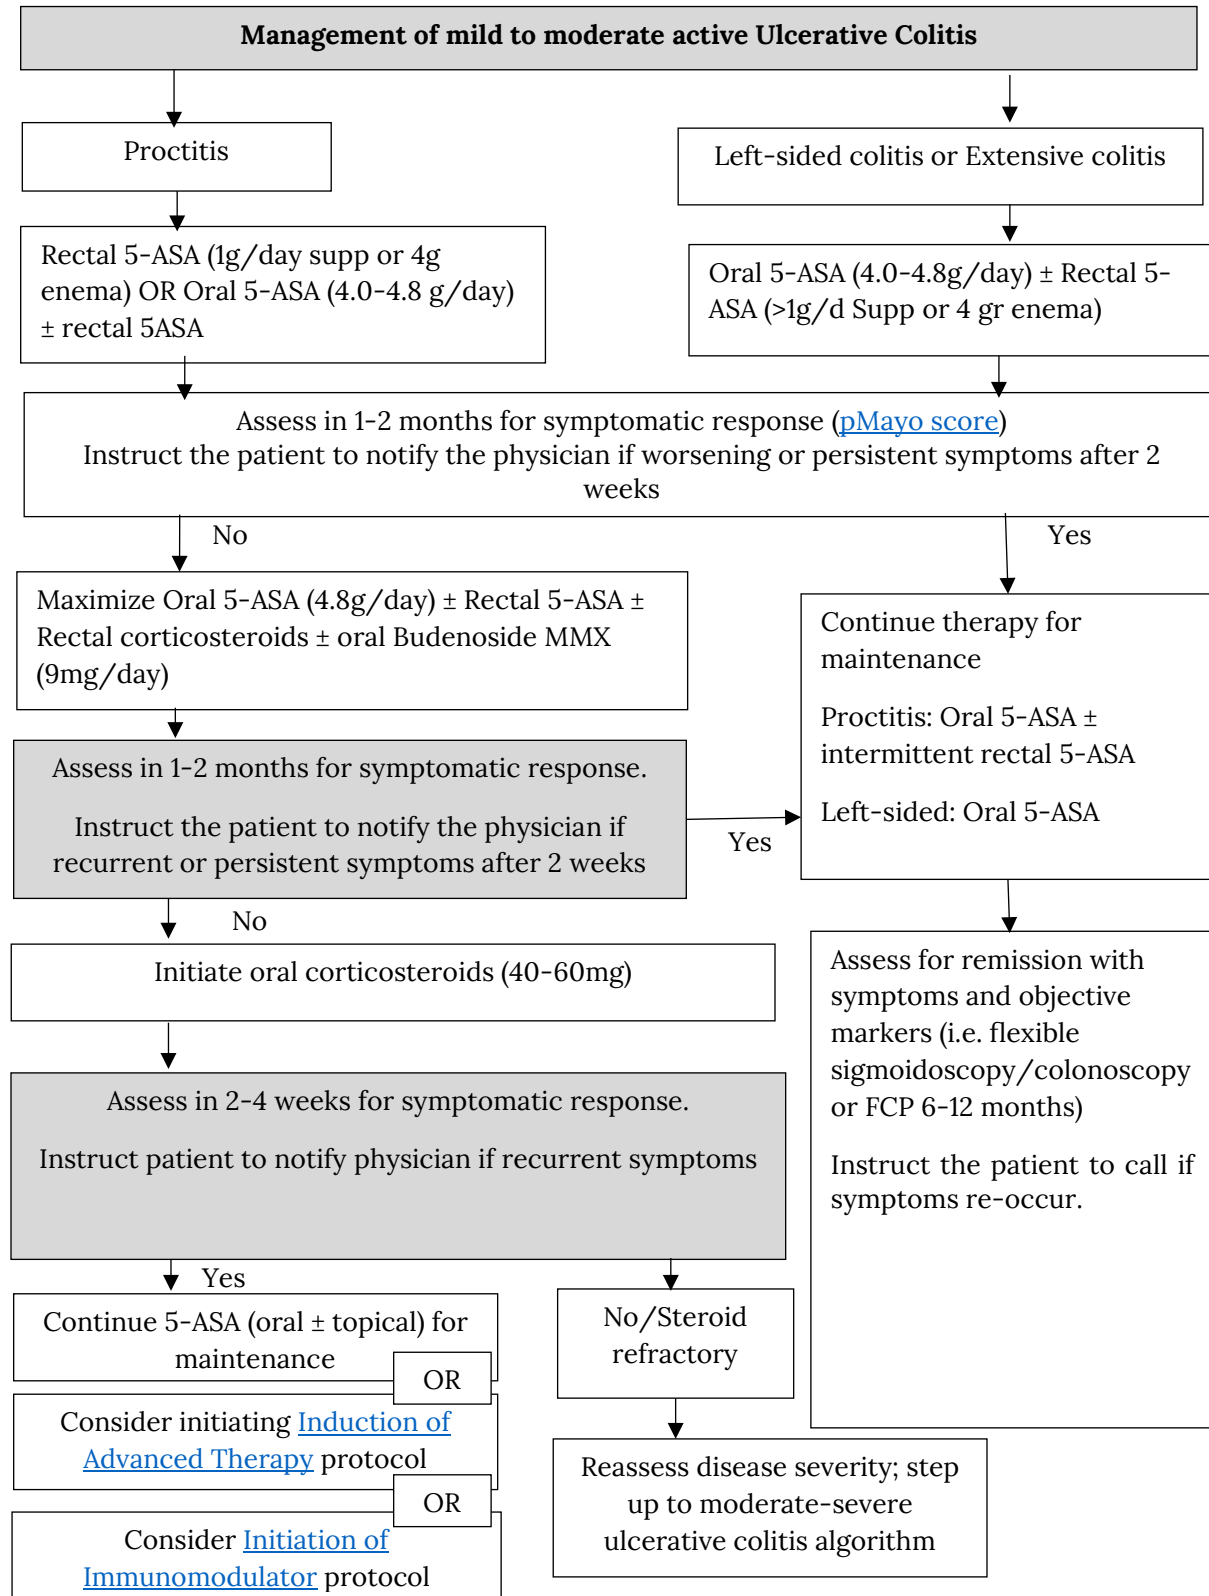 Management of mild to moderate active Ulcerative Colitis
Proctitis
Left-sided colitis or Extensive colitis
Rectal 5-ASA (1g/day supp or 4g
enema) OR Oral 5-ASA (4.0-4.8 g/day)
± rectal 5ASA
Oral 5-ASA (4.0-4.8g/day) ± Rectal 5-
ASA (>1g/d Supp or 4 gr enema)
Assess in 1-2 months for symptomatic response (pMayo score)
Instruct the patient to notify the physician if worsening or persistent symptoms after 2
weeks
No
Yes
Maximize Oral 5-ASA (4.8g/day) ± Rectal 5-ASA ±
Rectal corticosteroids ± oral Budenoside MMX
(9mg/day)
Continue therapy for
maintenance
Proctitis: Oral 5-ASA ±
intermittent rectal 5-ASA
Left-sided: Oral 5-ASA
Assess in 1-2 months for symptomatic response.
Instruct the patient to notify the physician if
recurrent or persistent symptoms after 2 weeks
Yes
No
Initiate oral corticosteroids (40-60mg)
Assess for remission with
symptoms and objective
markers (i.e. flexible
sigmoidoscopy/colonoscopy
or FCP 6-12 months)
Instruct the patient to call if
symptoms re-occur.
Assess in 2-4 weeks for symptomatic response.
Instruct patient to notify physician if recurrent symptoms
Yes
Continue 5-ASA (oral ± topical) for
maintenance
OR
Consider initiating Induction of
Advanced Therapy protocol
OR
Consider Initiation of
Immunomodulator protocol
No/Steroid
refractory
Reassess disease severity; step
up to moderate-severe
ulcerative colitis algorithm